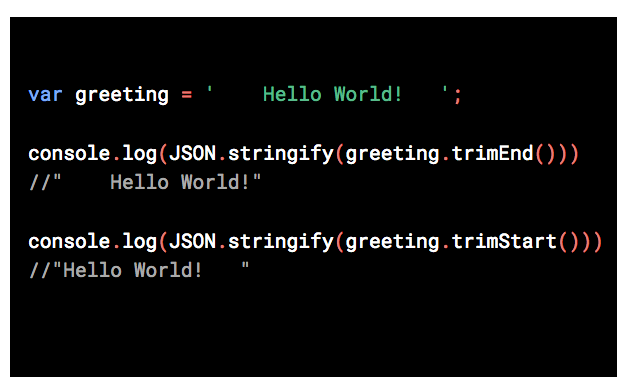 var greeting = '    Hello World!   ';
console.log(JSON.stringify(greeting.trimEnd()))
//"    Hello World!"
console.log(JSON.stringify(greeting.trimStart()))
//"Hello World!   "